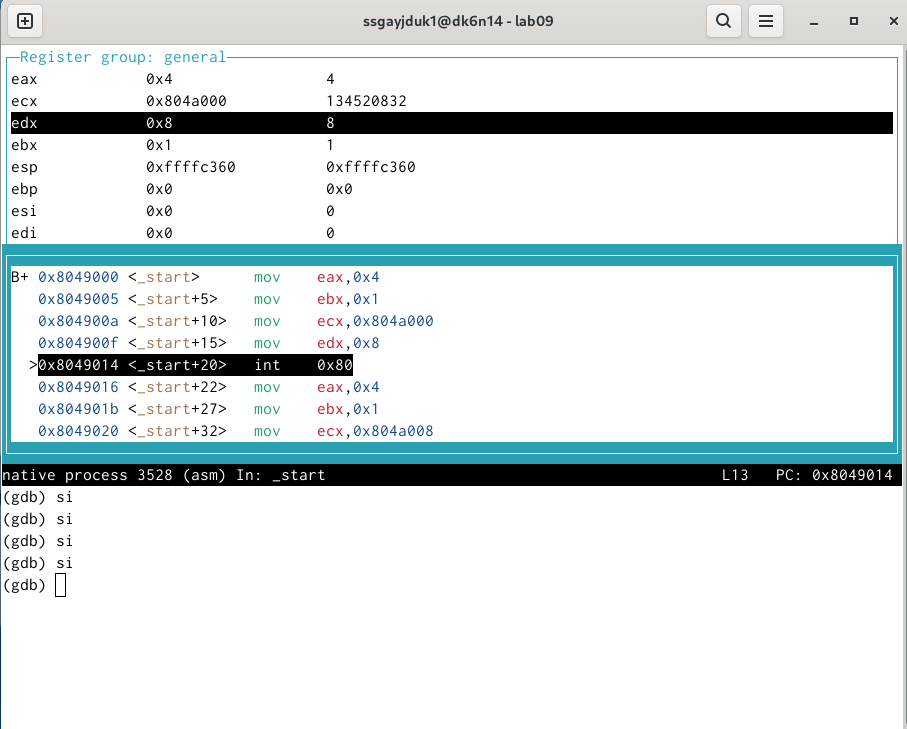 ssgayjduk1@dk6n14 - lab09
Register group: general
eax 0x4 4
ecx 0x804a000 134520832
edx 0x8 8
ebx 0x1 1
esp 0xffffc360 0xffffc360
ebp 0x0 0x0
esi 0x0 0
edi 0x0 0
B+ 0x8049000 <_start> mov eax,0x4
0x8049005 <_start+5> mov ebx,0x1
0x804900a <_start+10> mov ecx,0x804a000
0x804900f <_start+15> mov edx,0x8
>0x8049014 <_start+20> int 0x80
0x8049016 <_start+22> mov eax,0x4
0x804901b <_start+27> mov ebx,0x1
0x8049020 <_start+32> mov ecx,0x804a008
native process 3528 (asm) In: _start L13 PC: 0x8049014
(gdb) si
(gdb) si
(gdb) si
(gdb) si
(gdb)